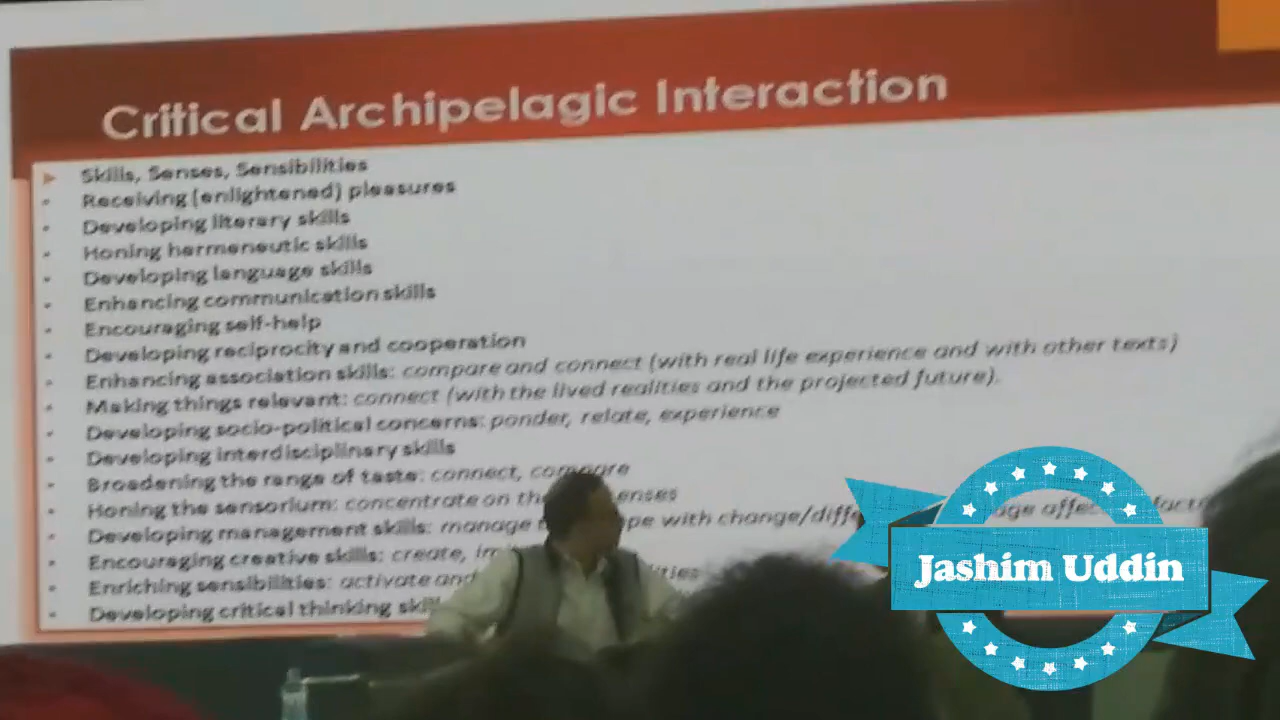 Critical Archipelagic Interaction
Skills, Senses, Sensibilities
Receiving (enlightened) pleasures
Developing literary skills
Honing hermeneutic skills
Developing language skills
Enhancing communication skills
Encouraging self-help
Developing reciprocity and cooperation
Enhancing association skills: compare and connect (with real life experience and with other texts)
Making things relevant: connect (with the lived realities and the projected future).
Developing socio-political concerns: ponder, relate, experience
Developing interdisciplinary skills
Broadening the range of taste: connect, compare
Honing the sensorium: concentrate on the
Developing management skills: manage with change/
Encouraging creative skills: create,
Enriching sensibilities: activate and
Developing critical thinking
Jashim Uddin